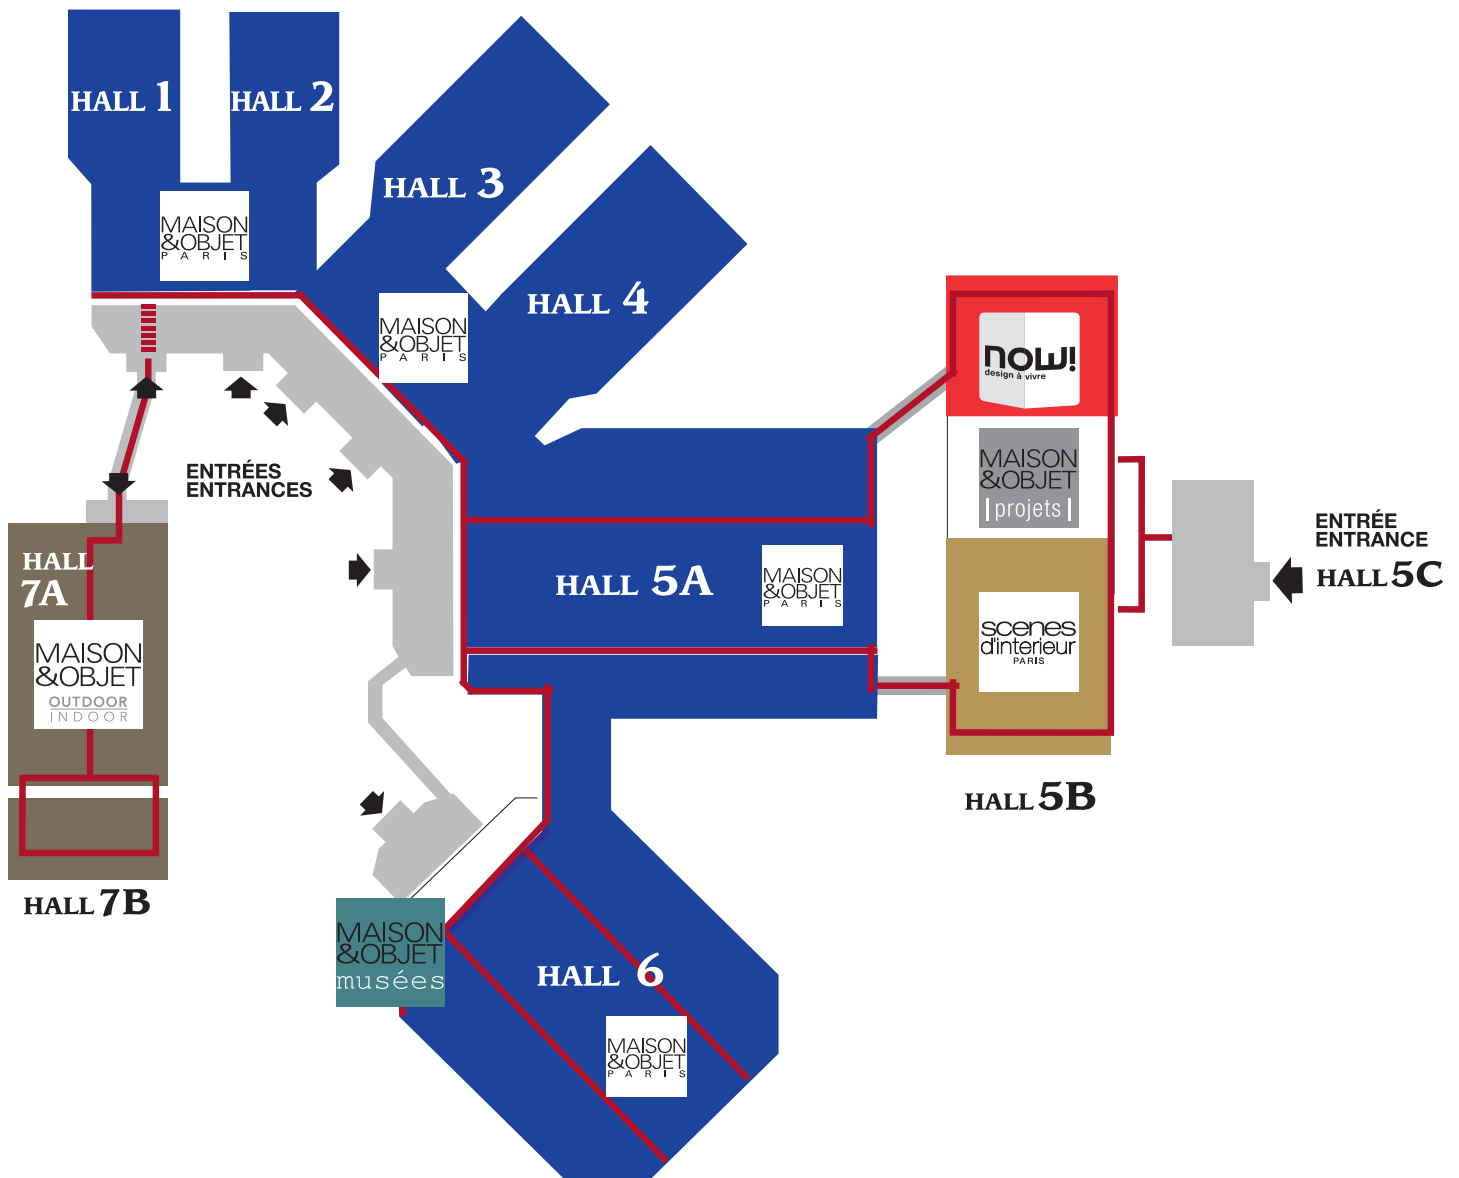 HALL 1
HALL 2
MAISON
&OBJET
PARIS
HALL 3
HALL 4
MAISON
&OBJET
PARIS
now!
design à vivre
MAISON
&OBJET
|projets|
ENTRÉES
ENTRANCES
ENTRÉE
ENTRANCE
HALL 5C
HALL
7A
MAISON
&OBJET
OUTDOOR
INDOOR
HALL 5A
MAISON
&OBJET
PARIS
scenes
d'interieur
PARIS
HALL 5B
HALL 7B
MAISON
&OBJET
musées
HALL 6
MAISON
&OBJET
PARIS